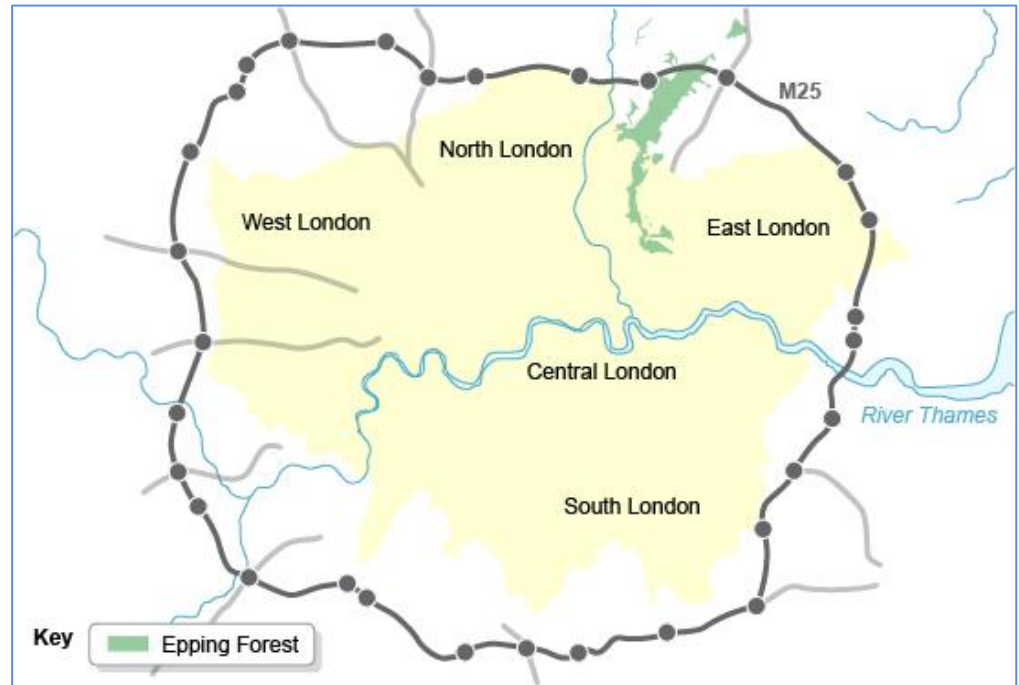 M25
North London
West London
East London
Central London
River Thames
South London
Key
Epping Forest